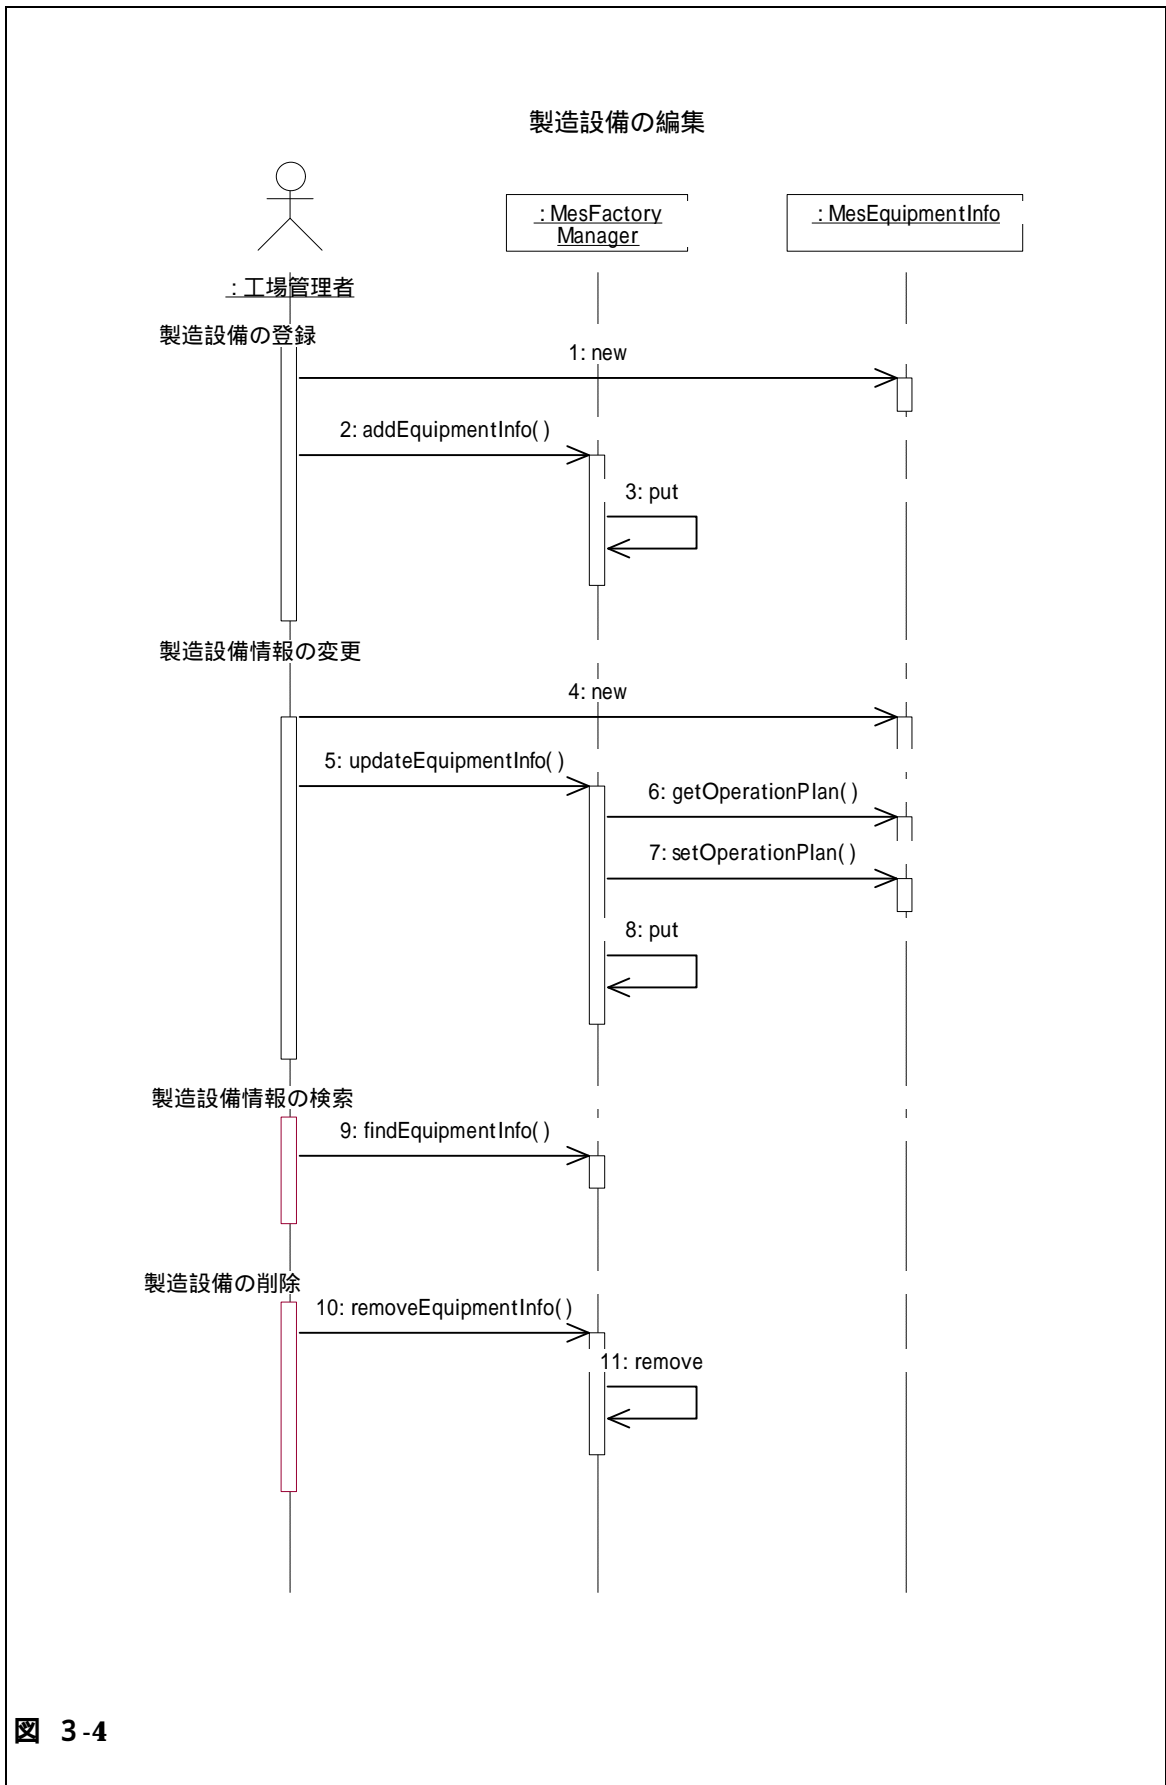 製造設備の編集
: MesFactory
Manager
: MesEquipmentInfo
: 工場管理者
製造設備の登録
1: new
2: addEquipmentInfo( )
3: put
製造設備情報の変更
4: new
5: updateEquipmentInfo( )
6: getOperationPlan( )
7: setOperationPlan( )
8: put
製造設備情報の検索
9: findEquipmentInfo( )
製造設備の削除
10: removeEquipmentInfo( )
11: remove
図 3-4